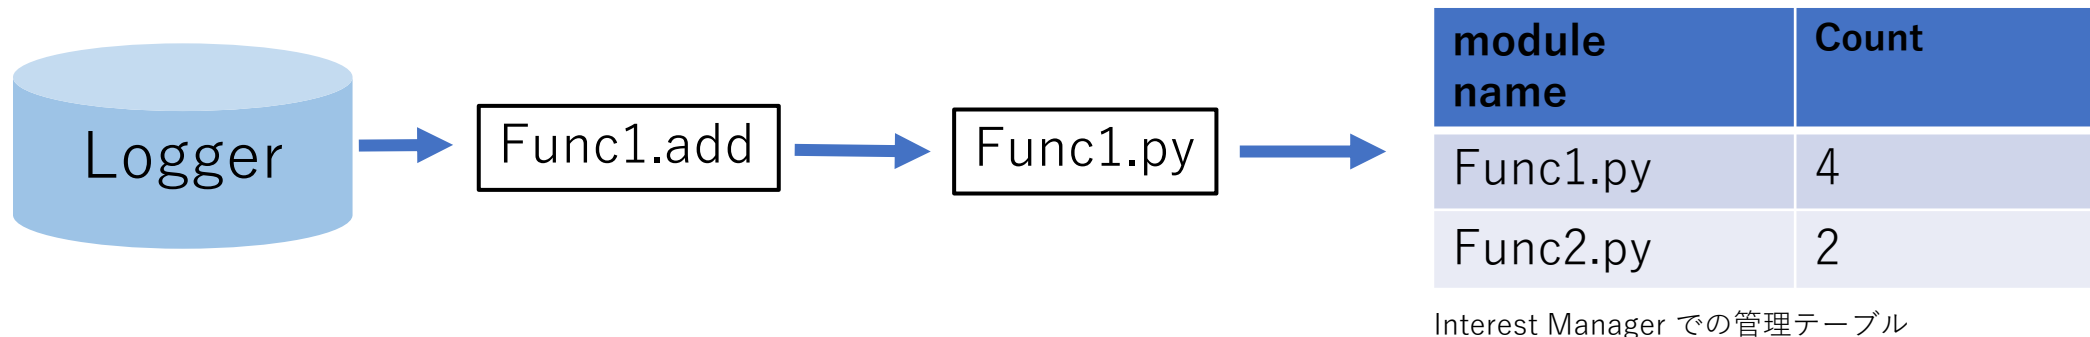 Logger
Func1.add
Func1.py
module
name
Count
Func1.py 4
Func2.py 2
Interest Manager での管理テーブル